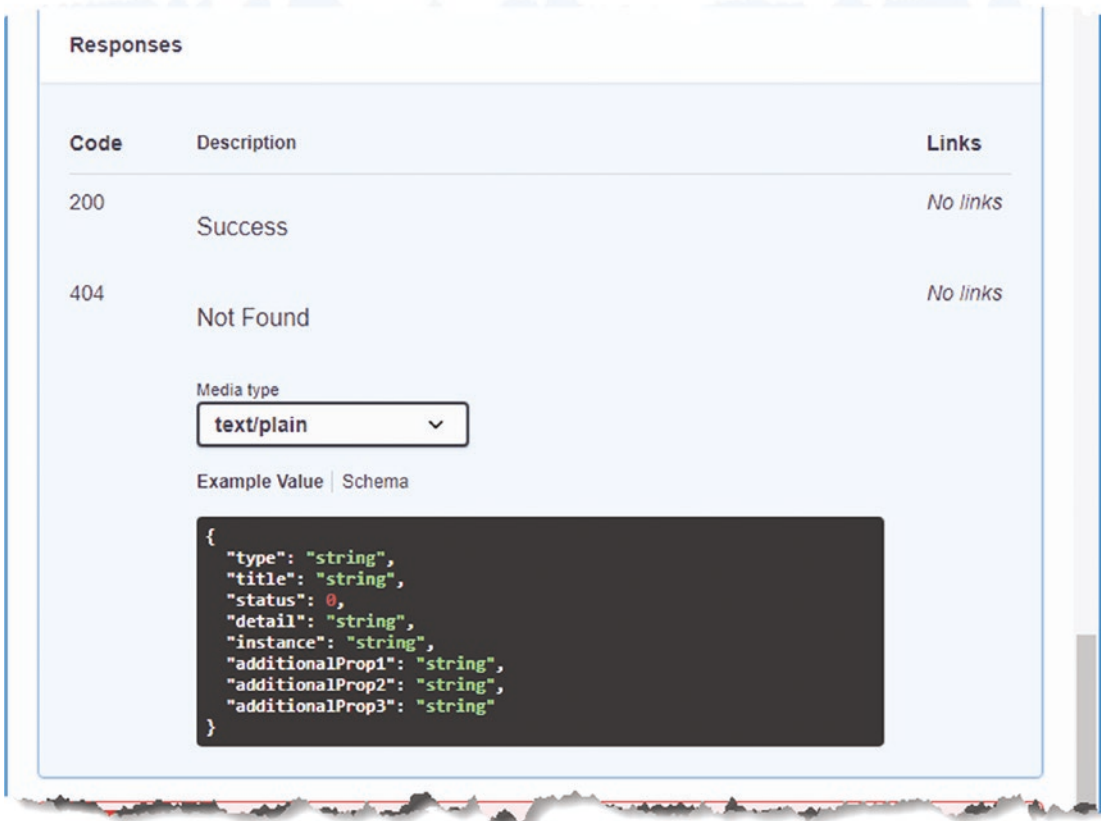 Responses
Code Description Links
200 No links
Success
404 No links
Not Found
Media type
text/plain
Example Value Schema
{
"type": "string",
"title": "string",
"status": 0,
"detail": "string",
"instance": "string",
"additionalProp1": "string",
"additionalProp2": "string",
"additionalProp3": "string"
}